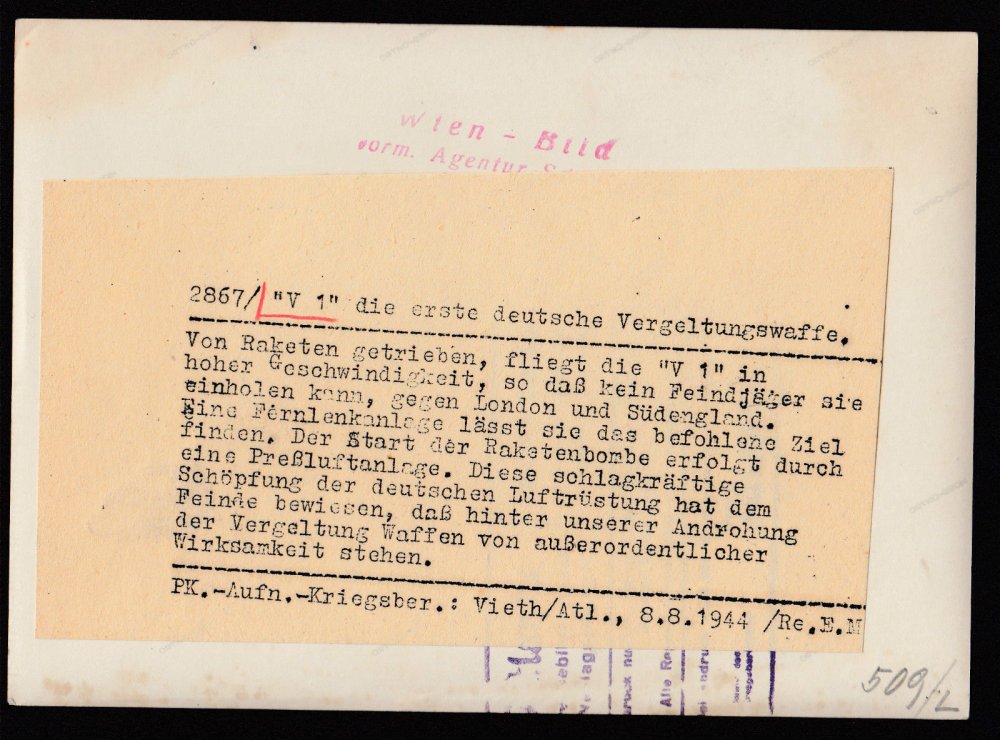 Wien - Bild
vorm. Agentur
2867/ "V 1" die erste deutsche Vergeltungswaffe.
Von Raketen getrieben, fliegt die "V 1" in
hoher Geschwindigkeit, so daß kein Feindjäger sie
einholen kann, gegen London und Südengland.
Eine Fernlenkanlage lässt sie das befohlene Ziel
finden. Der Start der Raketenbombe erfolgt durch
eine Preßluftanlage. Diese schlagkräftige
Schöpfung der deutschen Luftrüstung hat dem
Feinde bewiesen, daß hinter unserer Androhung
der Vergeltung Waffen von außerordentlicher
Wirksamkeit stehen.
PK.-Aufn.-Kriegsber.: Vieth/Atl., 8.8.1944 /Re.E.M
Alle
509/L